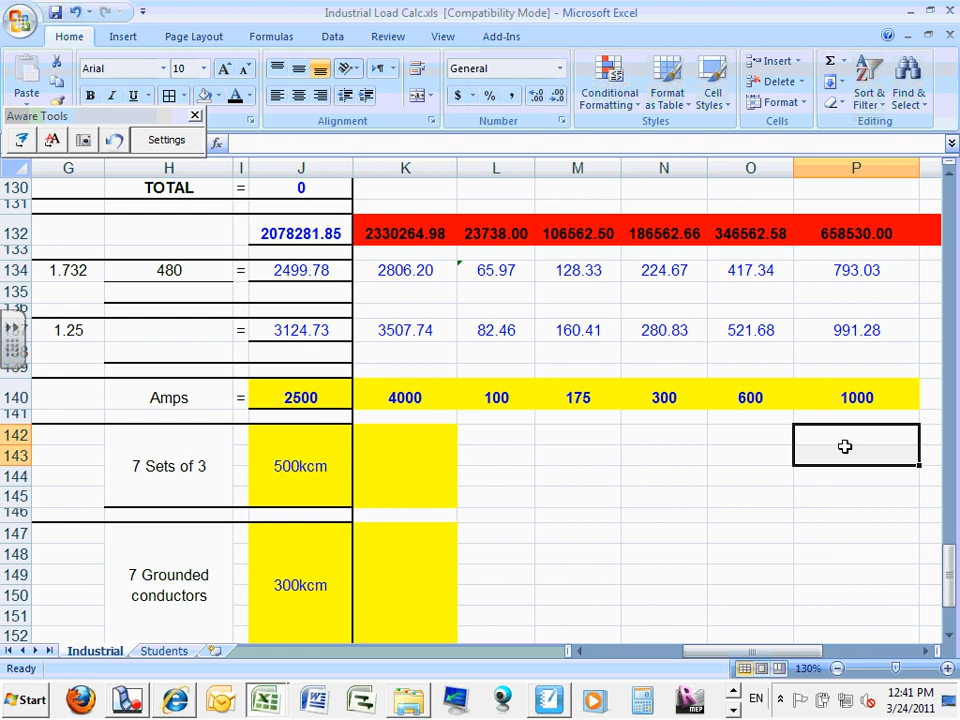 Industrial Load Calc.xls [Compatibility Mode] - Microsoft Excel
Home Insert Page Layout Formulas Data Review View Add-Ins
Paste
Arial 10
B I U
General
$ % ,
Conditional Formatting
Format as Table
Cell Styles
Insert
Delete
Format
Sort & Filter
Find & Select
Alignment Number Styles Cells Editing
Aware Tools
Settings
fx
G H I J K L M N O P
130 TOTAL = 0
131
132 2078281.85 2330264.98 23738.00 106562.50 186562.66 346562.58 658530.00
133
134 1.732 480 = 2499.78 2806.20 65.97 128.33 224.67 417.34 793.03
135
136
1.25 = 3124.73 3507.74 82.46 160.41 280.83 521.68 991.28
139
140 Amps = 2500 4000 100 175 300 600 1000
141
142
143
144 7 Sets of 3 500kcm
145
146
147
148
149 7 Grounded
150 conductors 300kcm
151
152
Industrial Students
Ready 130%
Start
MEP
EN
12:41 PM
3/24/2011